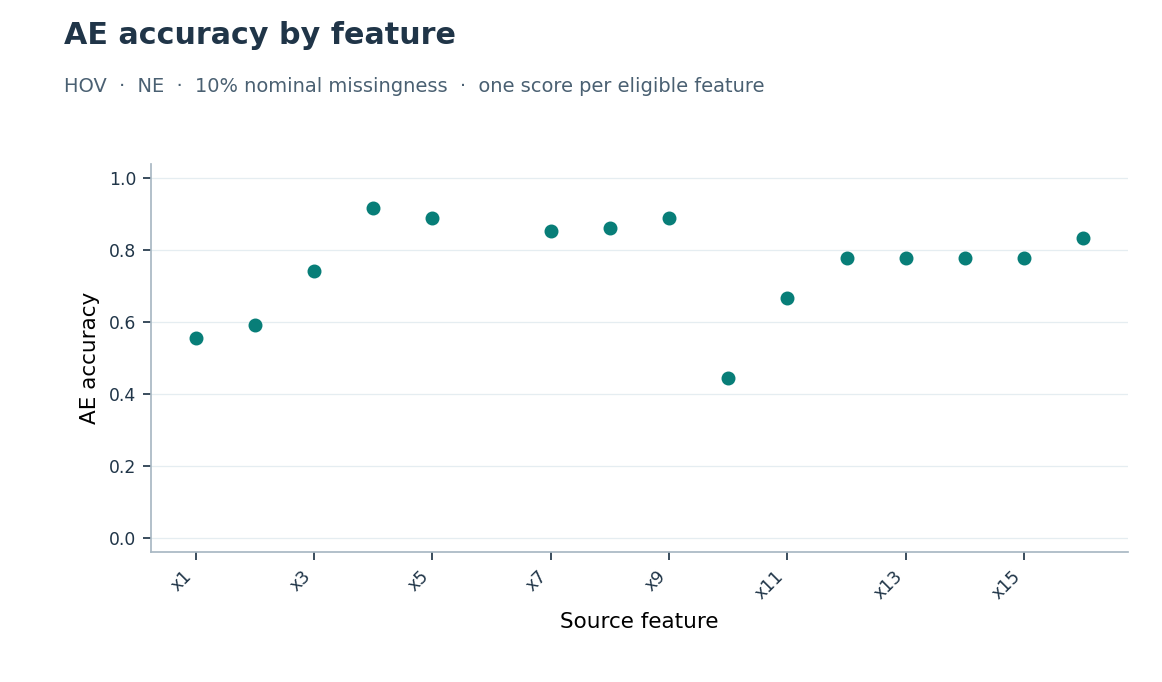 AE accuracy by feature
HOV · NE · 10% nominal missingness · one score per eligible feature
1.0
0.8
0.6
0.4
0.2
0.0
AE accuracy
x1
x3
x5
x7
x9
x11
x13
x15
Source feature